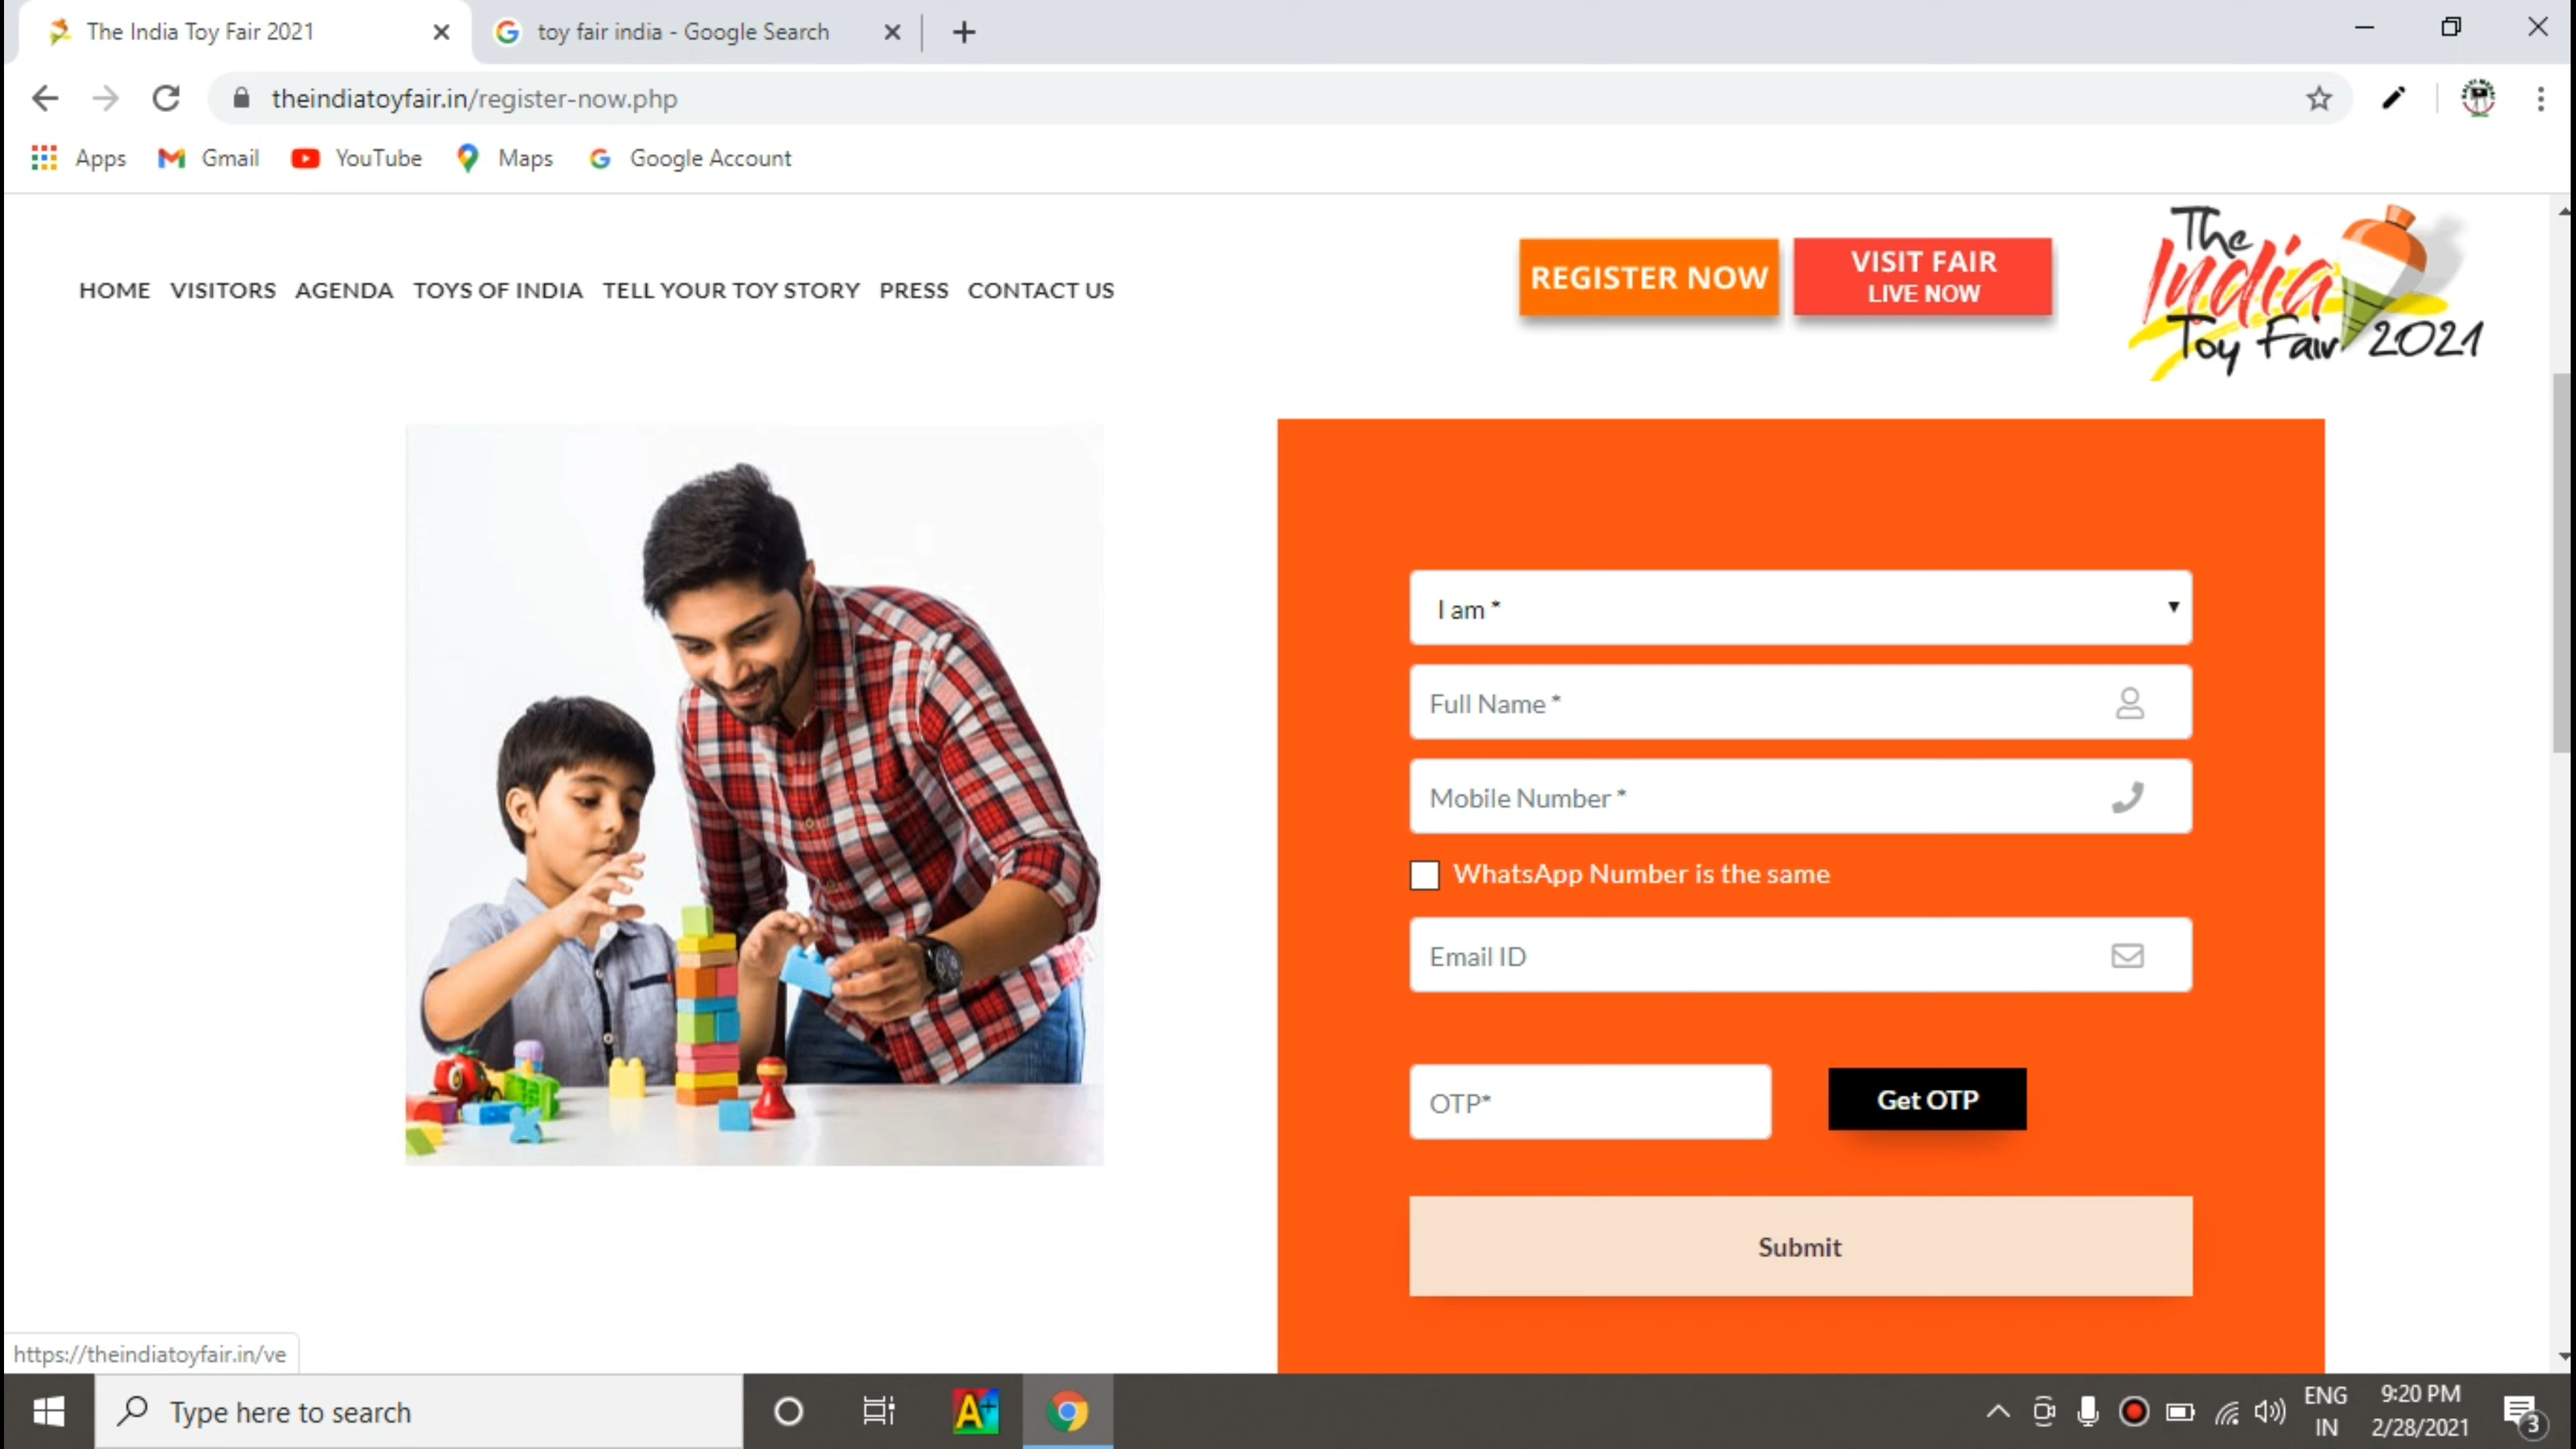 The India Toy Fair 2021
toy fair india - Google Search
theindiatoyfair.in/register-now.php
Apps Gmail YouTube Maps Google Account
HOME VISITORS AGENDA TOYS OF INDIA TELL YOUR TOY STORY PRESS CONTACT US
REGISTER NOW
VISIT FAIR
LIVE NOW
The
India
Toy Fair 2021
I am *
Full Name *
Mobile Number *
WhatsApp Number is the same
Email ID
OTP*
Get OTP
Submit
https://theindiatoyfair.in/ve
Type here to search
A+
ENG
IN
9:20 PM
2/28/2021
3